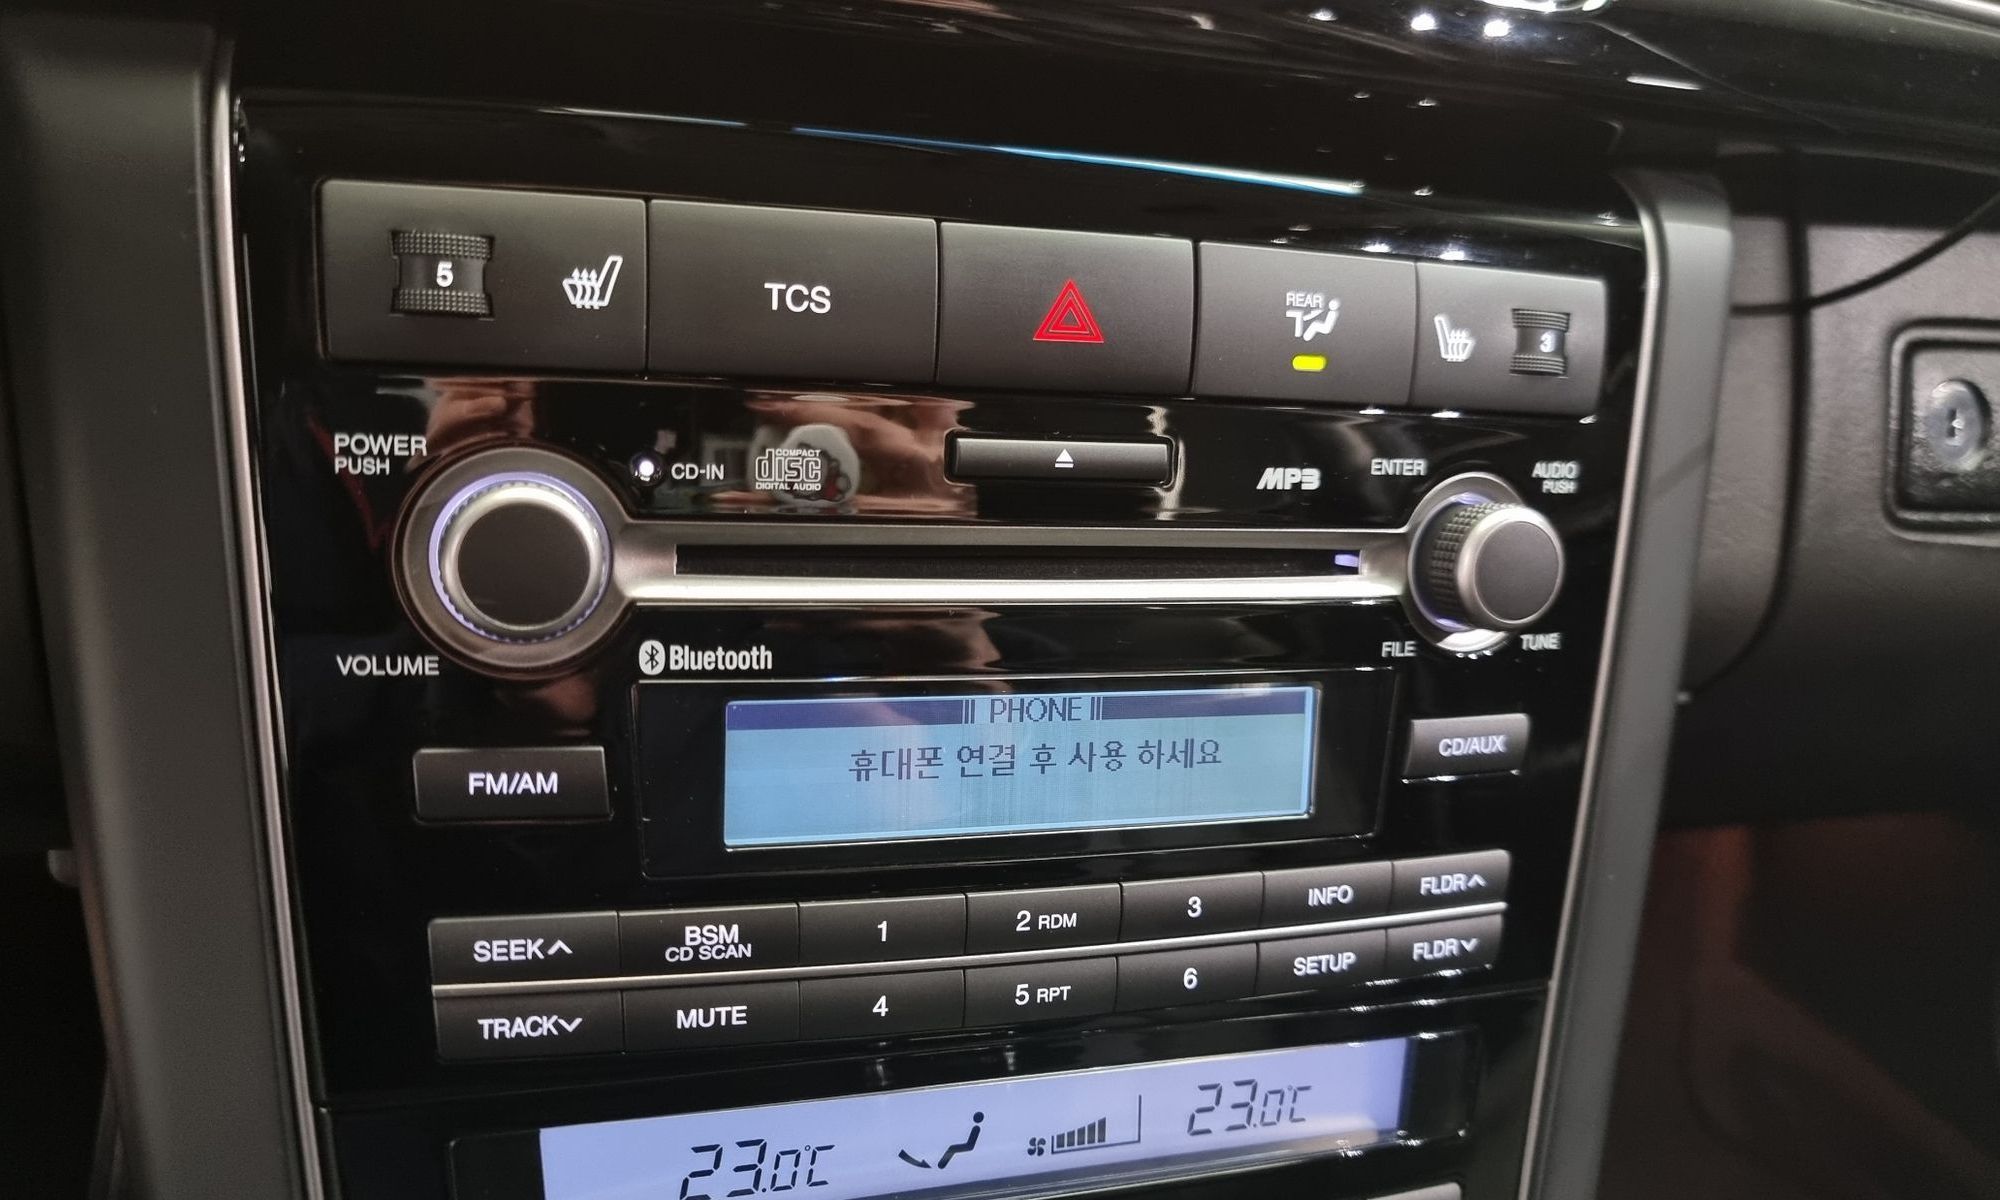 5
TCS
REAR
3
POWER
PUSH
CD-IN
COMPACT
disc
DIGITAL AUDIO
MP3
ENTER
AUDIO
PUSH
VOLUME
Bluetooth
FILE
TUNE
PHONE
휴대폰 연결 후 사용 하세요
FM/AM
CD/AUX
SEEK
BSM
CD SCAN
1
2 RDM
3
INFO
FLDR
TRACK
MUTE
4
5 RPT
6
SETUP
FLDR
23.0℃
23.0℃